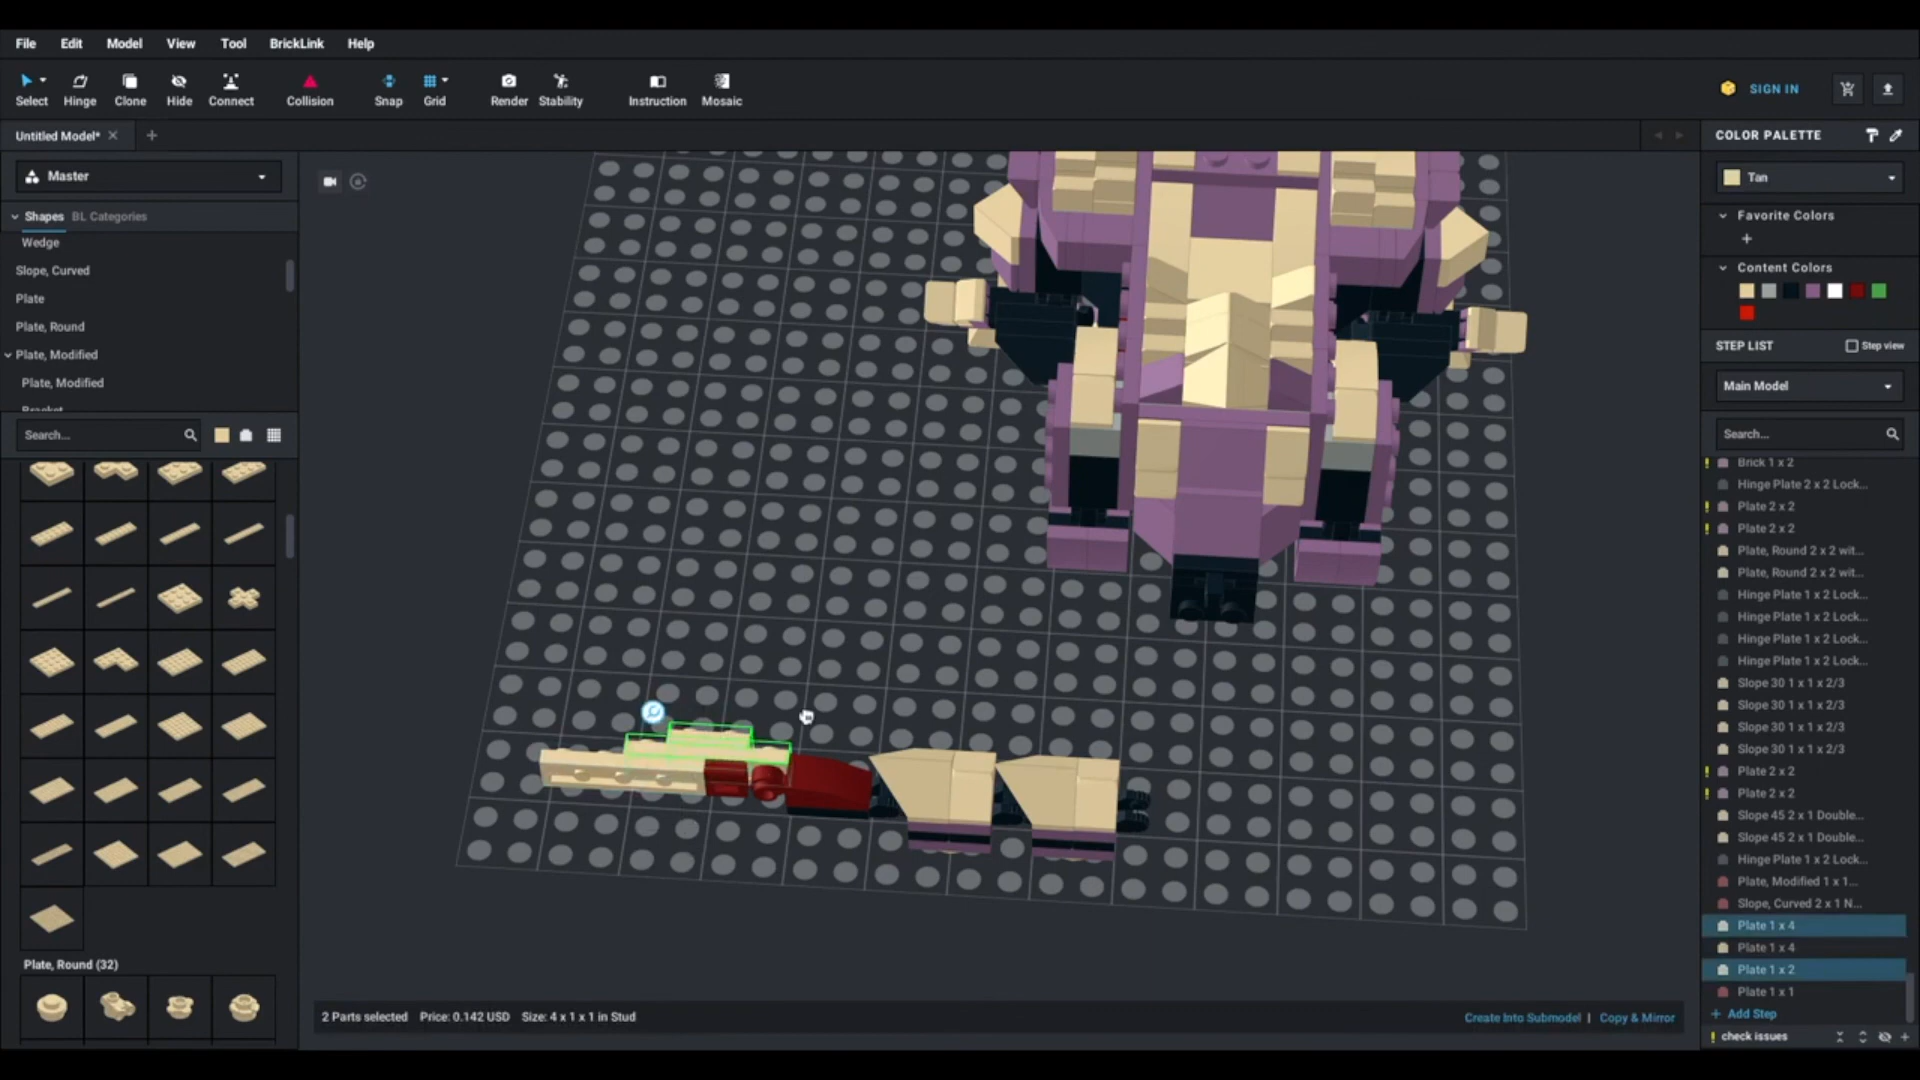 File Edit Model View Tool BrickLink Help
Select Hinge Clone Hide Connect Collision Snap Grid Render Stability Instruction Mosaic
SIGN IN
Untitled Model*
COLOR PALETTE
Master
Tan
Shapes BL Categories
Favorite Colors
Wedge
Slope, Curved
Content Colors
Plate
Plate, Round
Plate, Modified
STEP LIST Step view
Plate, Modified
Main Model
Bracket
Search...
Search...
Brick 1 x 2
Hinge Plate 2 x 2 Lock...
Plate 2 x 2
Plate 2 x 2
Plate, Round 2 x 2 wit...
Plate, Round 2 x 2 wit...
Hinge Plate 1 x 2 Lock...
Hinge Plate 1 x 2 Lock...
Hinge Plate 1 x 2 Lock...
Hinge Plate 1 x 2 Lock...
Slope 30 1 x 1 x 2/3
Slope 30 1 x 1 x 2/3
Slope 30 1 x 1 x 2/3
Slope 30 1 x 1 x 2/3
Plate 2 x 2
Plate 2 x 2
Slope 45 2 x 1 Double...
Slope 45 2 x 1 Double...
Hinge Plate 1 x 2 Lock...
Plate, Modified 1 x 1...
Slope, Curved 2 x 1 N...
Plate 1 x 4
Plate 1 x 4
Plate 1 x 2
Plate 1 x 1
+ Add Step
check issues
Plate, Round (32)
2 Parts selected Price: 0.142 USD Size: 4 x 1 x 1 in Stud
Create Into Submodel | Copy & Mirror